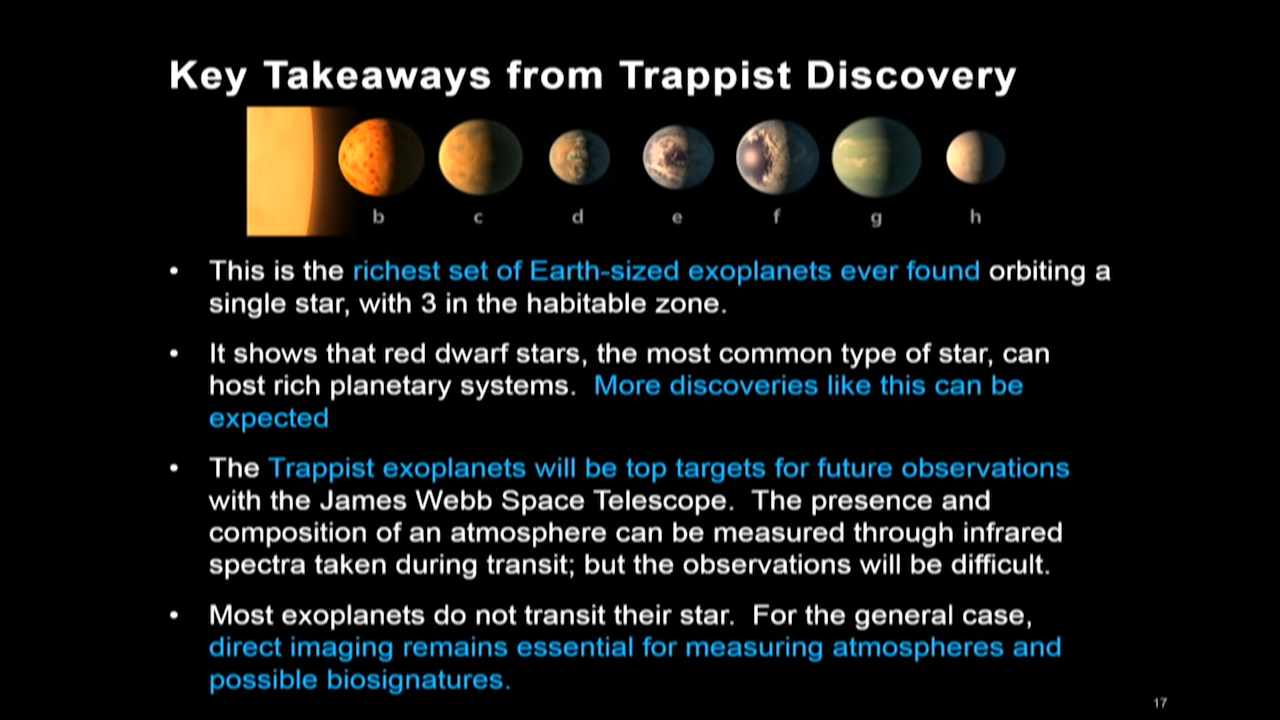 Key Takeaways from Trappist Discovery
b c d e f g h
• This is the richest set of Earth-sized exoplanets ever found orbiting a
single star, with 3 in the habitable zone.
• It shows that red dwarf stars, the most common type of star, can
host rich planetary systems. More discoveries like this can be
expected
• The Trappist exoplanets will be top targets for future observations
with the James Webb Space Telescope. The presence and
composition of an atmosphere can be measured through infrared
spectra taken during transit; but the observations will be difficult.
• Most exoplanets do not transit their star. For the general case,
direct imaging remains essential for measuring atmospheres and
possible biosignatures.
17